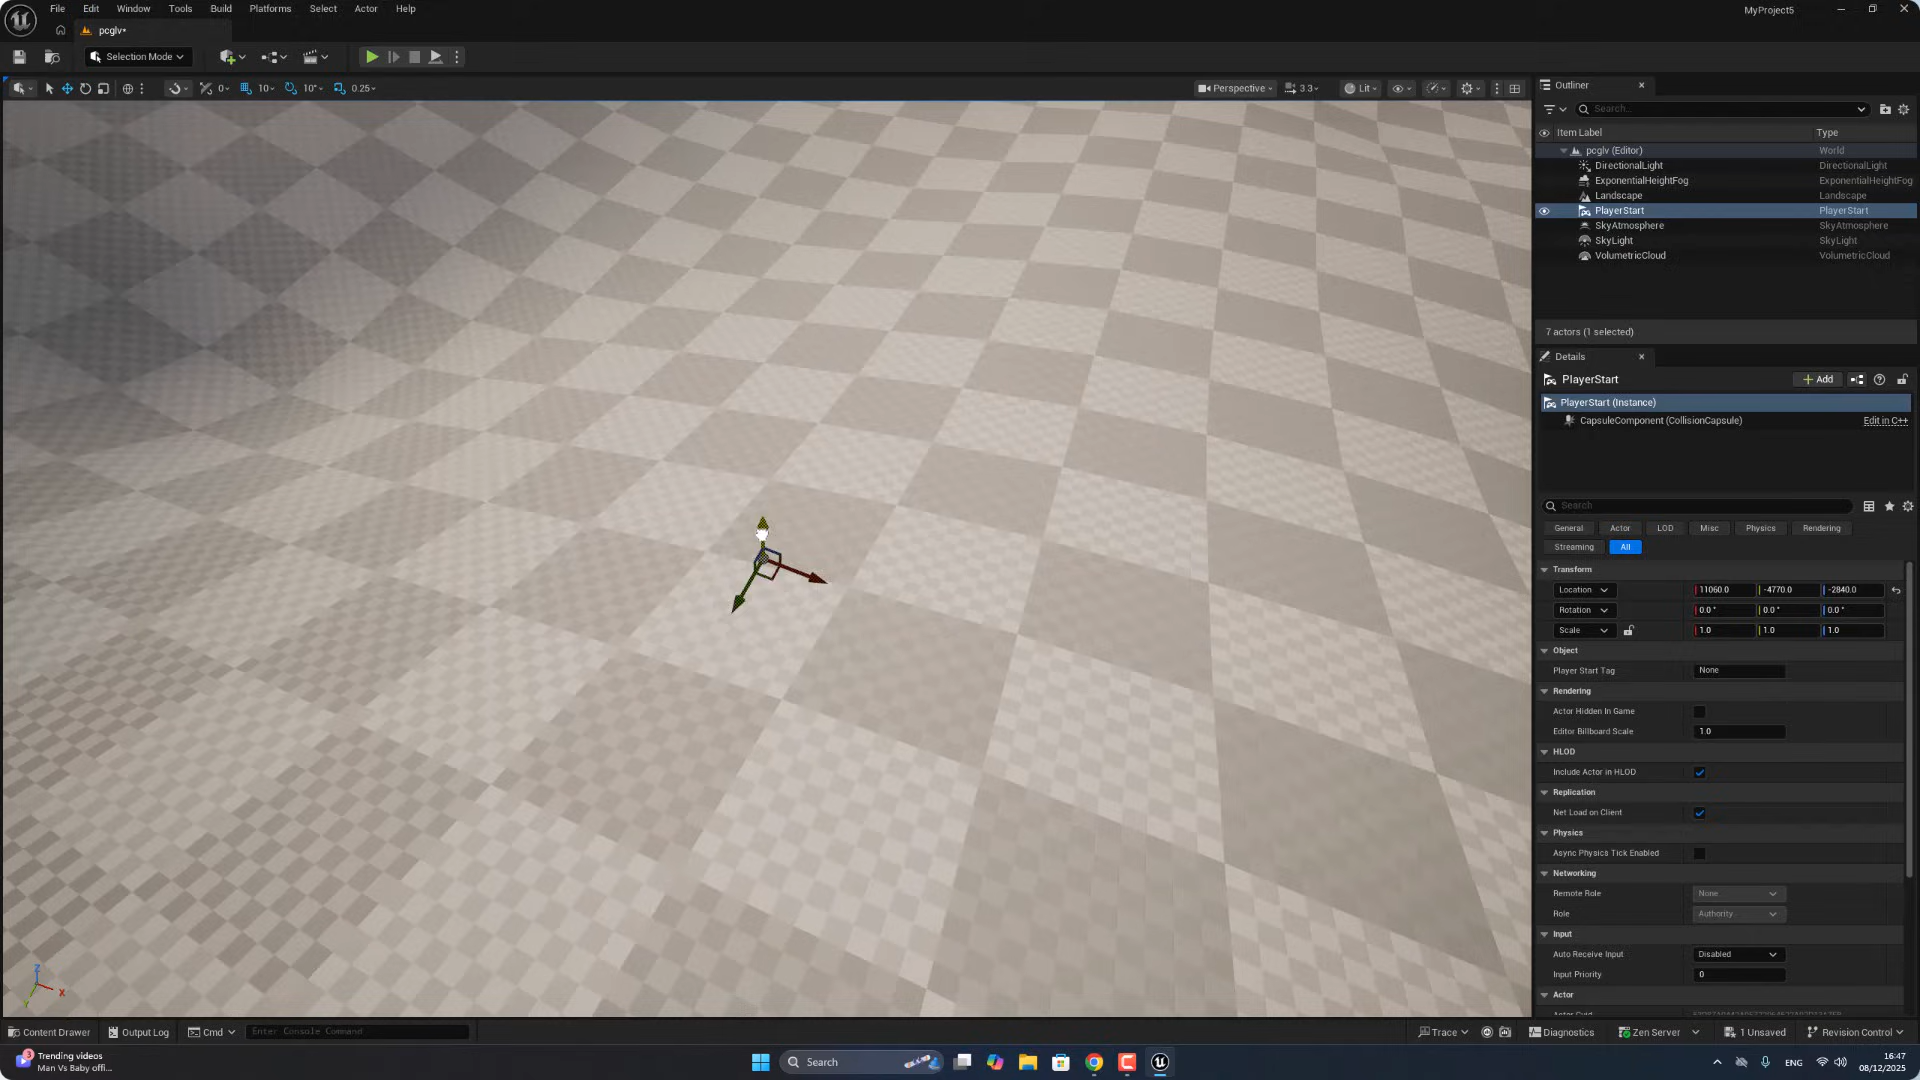 File Edit Window Tools Build Platforms Select Actor Help
MyProject5
pcglv*
Selection Mode
0 10 10° 0.25
Perspective 3.3 Lit
Outliner
Search...
Item Label Type
pcglv (Editor) World
DirectionalLight DirectionalLight
ExponentialHeightFog ExponentialHeightFog
Landscape Landscape
PlayerStart PlayerStart
SkyAtmosphere SkyAtmosphere
SkyLight SkyLight
VolumetricCloud VolumetricCloud
7 actors (1 selected)
Details
PlayerStart
Add
PlayerStart (Instance)
CapsuleComponent (CollisionCapsule) Edit in C++
Search
General Actor LOD Misc Physics Rendering
Streaming All
Transform
Location 11060.0 -4770.0 -2840.0
Rotation 0.0 ° 0.0 ° 0.0 °
Scale 1.0 1.0 1.0
Object
Player Start Tag None
Rendering
Actor Hidden In Game
Editor Billboard Scale 1.0
HLOD
Include Actor in HLOD
Replication
Net Load on Client
Physics
Async Physics Tick Enabled
Networking
Remote Role None
Role Authority
Input
Auto Receive Input Disabled
Input Priority 0
Actor
Z
X
Y
Content Drawer Output Log Cmd Enter Console Command
Trace Diagnostics Zen Server 1 Unsaved Revision Control
3
Trending videos
Man Vs Baby offi...
Search
ENG
16:47
08/12/2025